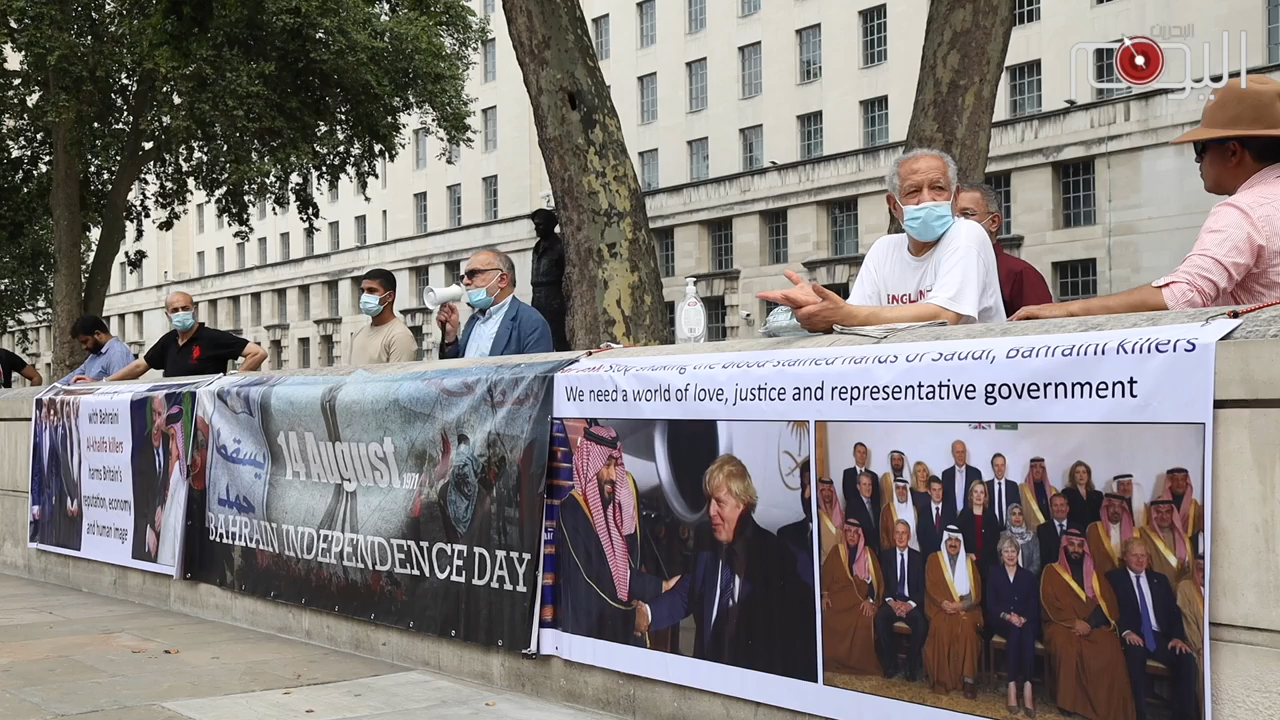 البحرين
اليوم
with Bahraini
Al-khalifa killers
harms Britain's
reputation, economy
and human image
يسقط
حمد
14 August
1971
BAHRAIN INDEPENDENCE DAY
Stop shaking the blood-stained hands of Saudi, Bahraini killers
We need a world of love, justice and representative government
ENGLAND